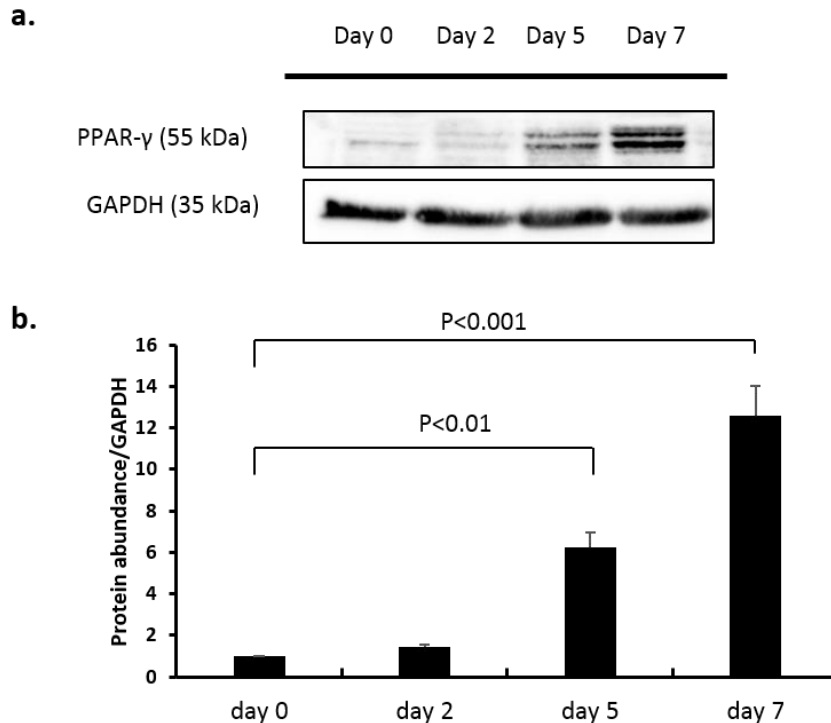 a.
Day 0 Day 2 Day 5 Day 7
PPAR-γ (55 kDa)
GAPDH (35 kDa)
b.
P<0.001
P<0.01
Protein abundance/GAPDH
16
14
12
10
8
6
4
2
0
day 0 day 2 day 5 day 7